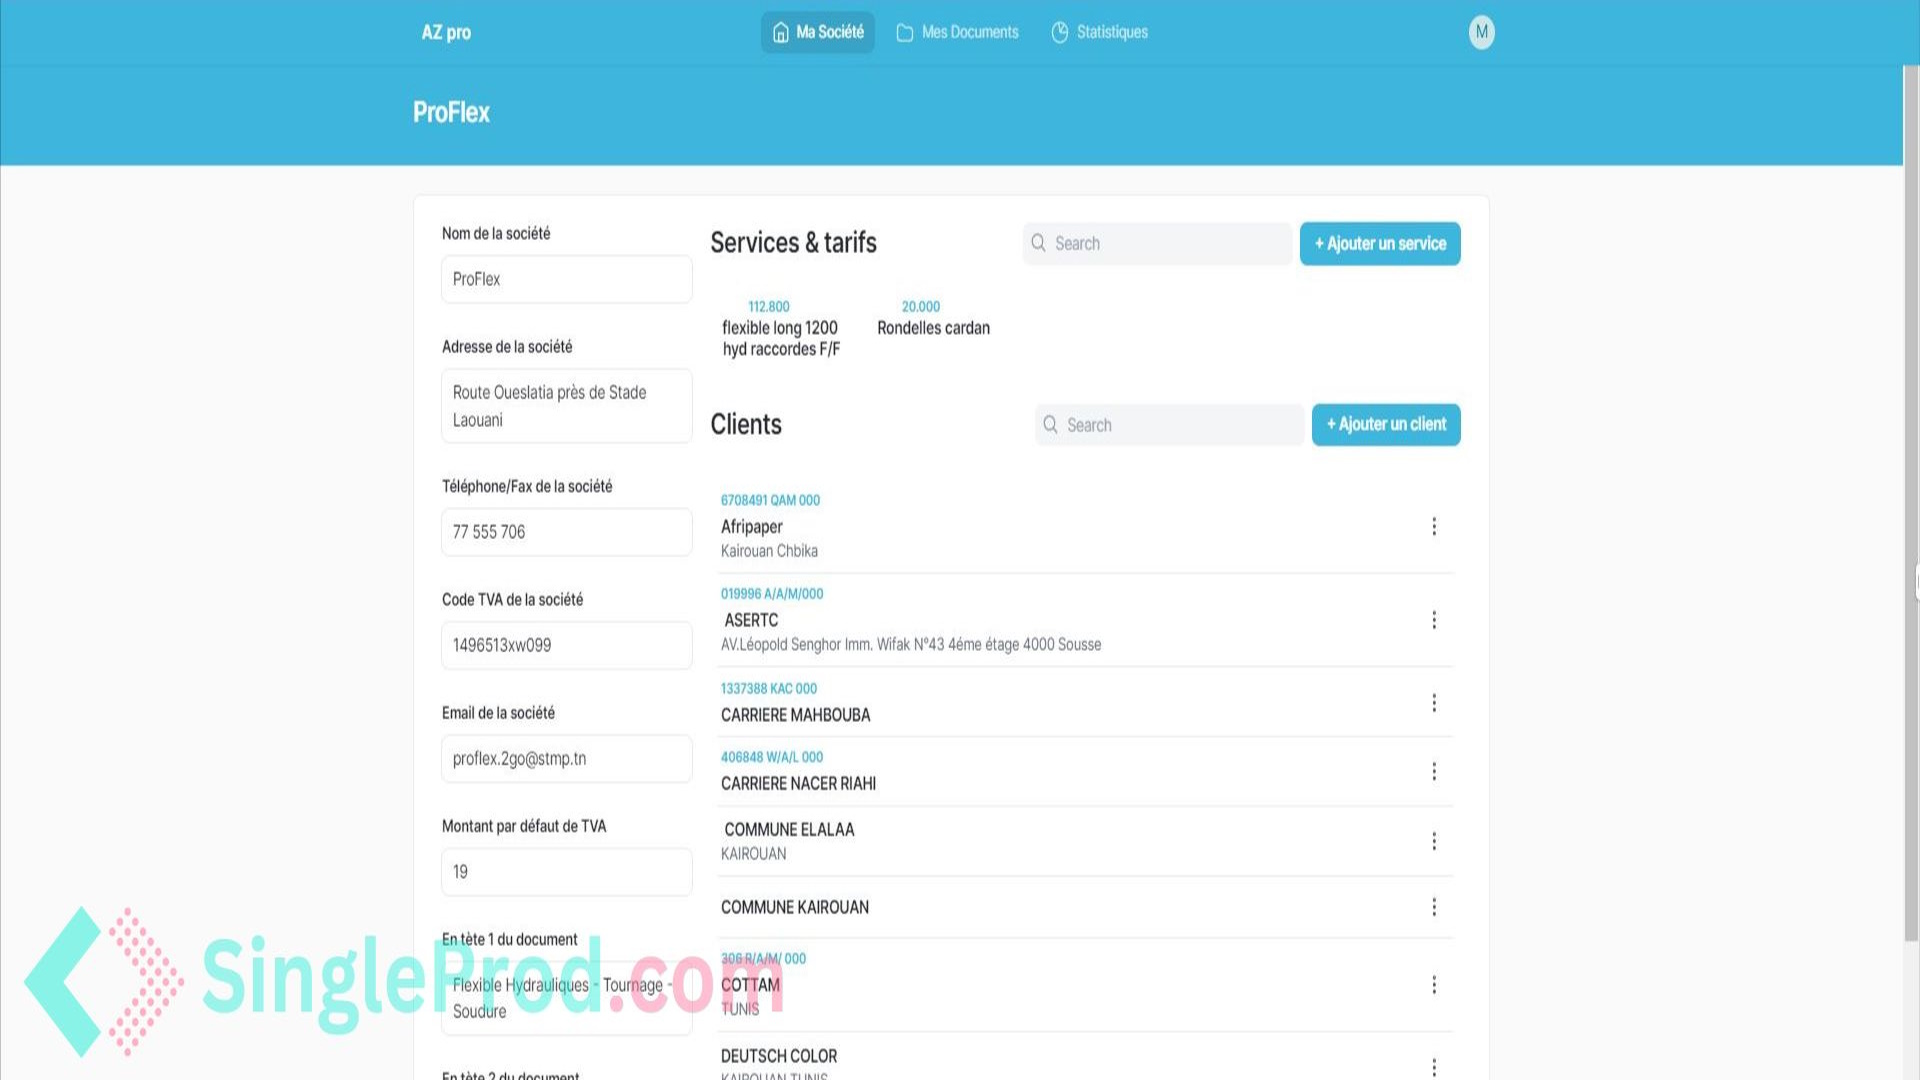 AZ pro
Ma Société
Mes Documents
Statistiques
M
ProFlex
Nom de la société
ProFlex
Adresse de la société
Route Oueslatia près de Stade
Laouani
Téléphone/Fax de la société
77 555 706
Code TVA de la société
1496513xw099
Email de la société
proflex.2go@stmp.tn
Montant par défaut de TVA
19
En tète 1 du document
Flexible Hydrauliques - Tournage -
Soudure
En tète 2 du document
Services & tarifs
Search
+ Ajouter un service
112.800
flexible long 1200
hyd raccordes F/F
20.000
Rondelles cardan
Clients
Search
+ Ajouter un client
6708491 QAM 000
Afripaper
Kairouan Chbika
019996 A/A/M/000
ASERTC
AV.Léopold Senghor Imm. Wifak N°43 4éme étage 4000 Sousse
1337388 KAC 000
CARRIERE MAHBOUBA
406848 W/A/L 000
CARRIERE NACER RIAHI
COMMUNE ELALAA
KAIROUAN
COMMUNE KAIROUAN
306 R/A/M/ 000
COTTAM
TUNIS
DEUTSCH COLOR
KAIROUAN TUNIS
SingleProd.com